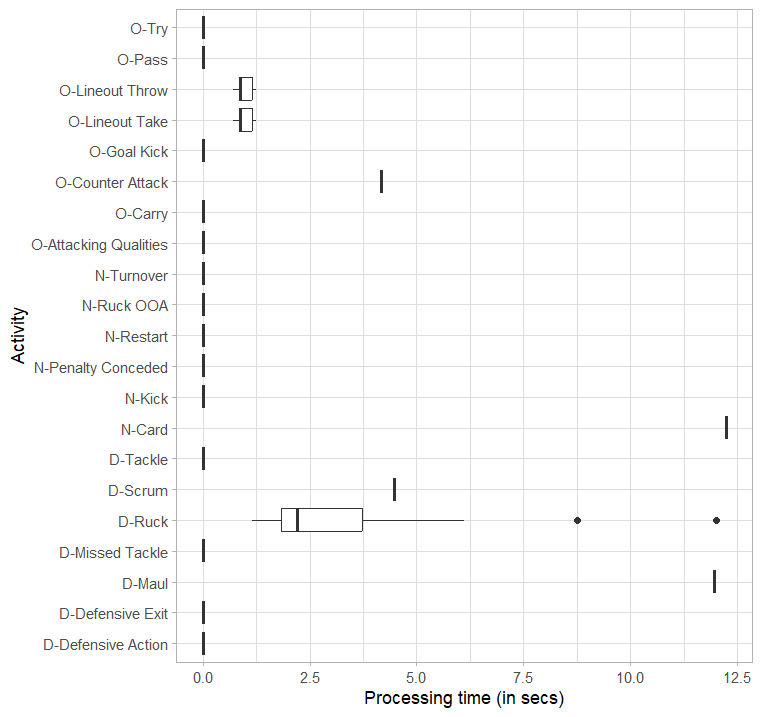 O-Try
O-Pass
O-Lineout Throw
O-Lineout Take
O-Goal Kick
O-Counter Attack
O-Carry
O-Attacking Qualities
N-Turnover
N-Ruck OOA
N-Restart
N-Penalty Conceded
N-Kick
N-Card
D-Tackle
D-Scrum
D-Ruck
D-Missed Tackle
D-Maul
D-Defensive Exit
D-Defensive Action
Activity
0.0 2.5 5.0 7.5 10.0 12.5
Processing time (in secs)